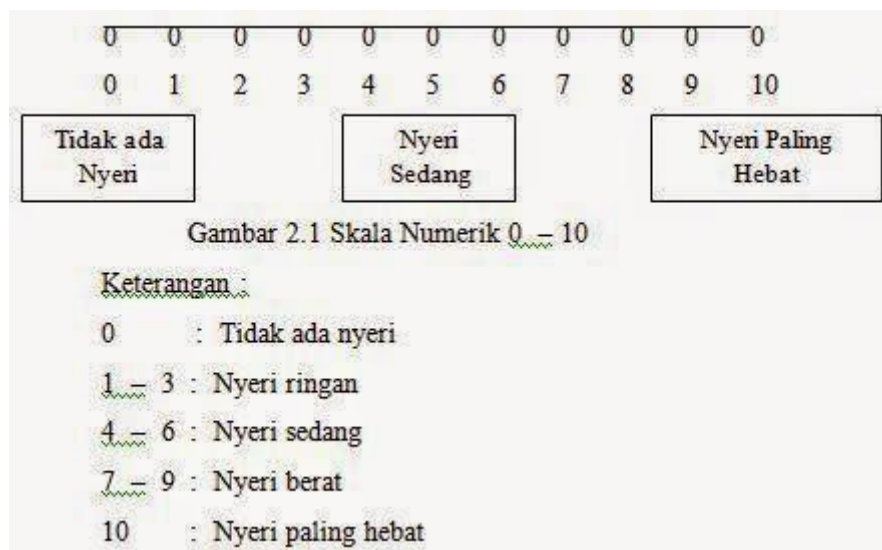 0 0 0 0 0 0 0 0 0 0 0
0 1 2 3 4 5 6 7 8 9 10
Tidak ada
Nyeri
Nyeri
Sedang
Nyeri Paling
Hebat
Gambar 2.1 Skala Numerik 0 – 10
Keterangan :
0 : Tidak ada nyeri
1 – 3 : Nyeri ringan
4 – 6 : Nyeri sedang
7 – 9 : Nyeri berat
10 : Nyeri paling hebat